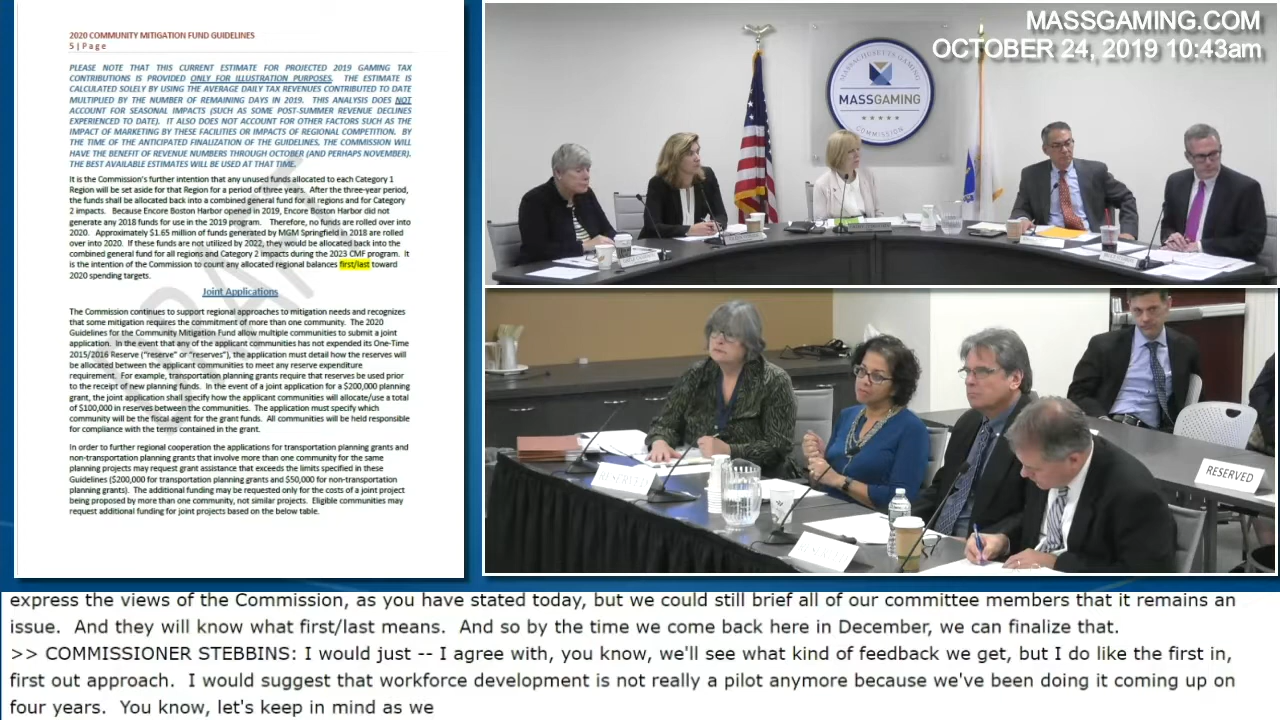 2020 COMMUNITY MITIGATION FUND GUIDELINES
5 | P a g e
PLEASE NOTE THAT THIS CURRENT ESTIMATE FOR PROJECTED 2019 GAMING TAX
CONTRIBUTIONS IS PROVIDED ONLY FOR ILLUSTRATION PURPOSES. THE ESTIMATE IS
CALCULATED SOLELY BY USING THE AVERAGE DAILY TAX REVENUES CONTRIBUTED TO DATE
MULTIPLIED BY THE NUMBER OF REMAINING DAYS IN 2019. THIS ANALYSIS DOES NOT
ACCOUNT FOR SEASONAL IMPACTS (SUCH AS SOME POST-SUMMER REVENUE DECLINES
EXPERIENCED TO DATE). IT ALSO DOES NOT ACCOUNT FOR OTHER FACTORS SUCH AS THE
IMPACT OF MARKETING BY THESE FACILITIES OR IMPACTS OF REGIONAL COMPETITION. BY
THE TIME OF THE ANTICIPATED FINALIZATION OF THE GUIDELINES, THE COMMISSION WILL
HAVE THE BENEFIT OF REVENUE NUMBERS THROUGH OCTOBER (AND PERHAPS NOVEMBER).
THE BEST AVAILABLE ESTIMATES WILL BE USED AT THAT TIME.
It is the Commission's further intention that any unused funds allocated to each Category 1
Region will be set aside for that Region for a period of three years. After the three-year period,
the funds shall be allocated back into a combined general fund for all regions and for Category
2 impacts. Because Encore Boston Harbor opened in 2019, Encore Boston Harbor did not
generate any 2018 funds for use in the 2019 program. Therefore, no funds are rolled over into
2020. Approximately $1.65 million of funds generated by MGM Springfield in 2018 are rolled
over into 2020. If these funds are not utilized by 2022, they would be allocated back into the
combined general fund for all regions and Category 2 impacts during the 2023 CMF program. It
is the intention of the Commission to count any allocated regional balances first/last toward
2020 spending targets.
Joint Applications
The Commission continues to support regional approaches to mitigation needs and recognizes
that some mitigation requires the commitment of more than one community. The 2020
Guidelines for the Community Mitigation Fund allow multiple communities to submit a joint
application. In the event that any of the applicant communities has not expended its One-Time
2015/2016 Reserve ("reserve" or "reserves"), the application must detail how the reserves will
be allocated between the applicant communities to meet any reserve expenditure
requirement. For example, transportation planning grants require that reserves be used prior
to the receipt of new planning funds. In the event of a joint application for a $200,000 planning
grant, the joint application shall specify how the applicant communities will allocate/use a total
of $100,000 in reserves between the communities. The application must specify which
community will be the fiscal agent for the grant funds. All communities will be held responsible
for compliance with the terms contained in the grant.
In order to further regional cooperation the applications for transportation planning grants and
non-transportation planning grants that involve more than one community for the same
planning projects may request grant assistance that exceeds the limits specified in these
Guidelines ($200,000 for transportation planning grants and $50,000 for non-transportation
planning grants). The additional funding may be requested only for the costs of a joint project
being proposed by more than one community, not similar projects. Eligible communities may
request additional funding for joint projects based on the below table.
MASSGAMING.COM
OCTOBER 24, 2019 10:43am
MASSACHUSETTS GAMING
MASSGAMING
COMMISSION
RESERVED
RESERVED
RESERVED
express the views of the Commission, as you have stated today, but we could still brief all of our committee members that it remains an
issue. And they will know what first/last means. And so by the time we come back here in December, we can finalize that.
>> COMMISSIONER STEBBINS: I would just -- I agree with, you know, we'll see what kind of feedback we get, but I do like the first in,
first out approach. I would suggest that workforce development is not really a pilot anymore because we've been doing it coming up on
four years. You know, let's keep in mind as we